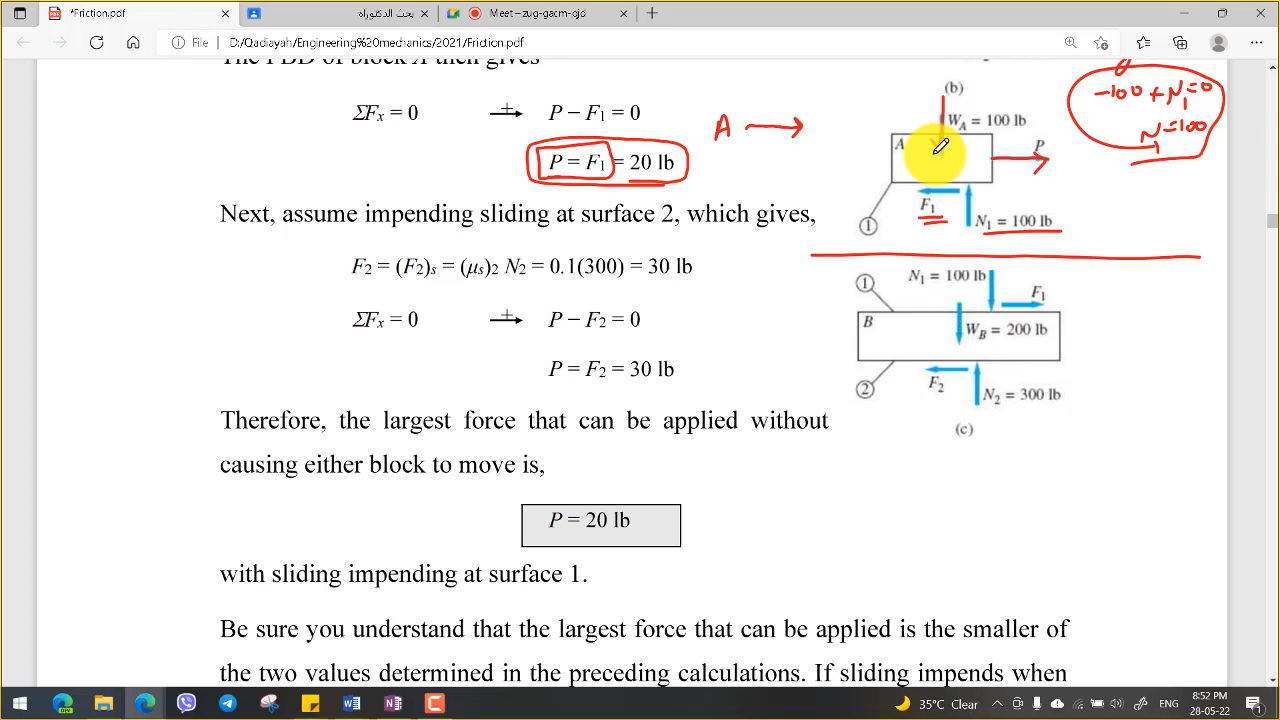 *Friction.pdf
بحث الدكتوراه
Meet-zug-gacm-qjd
File
D:/Qadiayah/Engineering%20mechanics/2021/Friction.pdf
The FBD of block A then gives
ΣFx = 0 + P − F1 = 0
P = F1 = 20 lb
A
Next, assume impending sliding at surface 2, which gives,
F2 = (F2)s = (μs)2 N2 = 0.1(300) = 30 lb
ΣFx = 0 + P − F2 = 0
P = F2 = 30 lb
Therefore, the largest force that can be applied without
causing either block to move is,
P = 20 lb
with sliding impending at surface 1.
Be sure you understand that the largest force that can be applied is the smaller of
the two values determined in the preceding calculations. If sliding impends when
(b)
-100 + N1 = 0
N1 = 100
WA = 100 lb
A
P
F1
N1 = 100 lb
1
N1 = 100 lb
1
F1
B
WB = 200 lb
F2
2
N2 = 300 lb
(c)
35°C Clear
8:52 PM
28-05-22
1